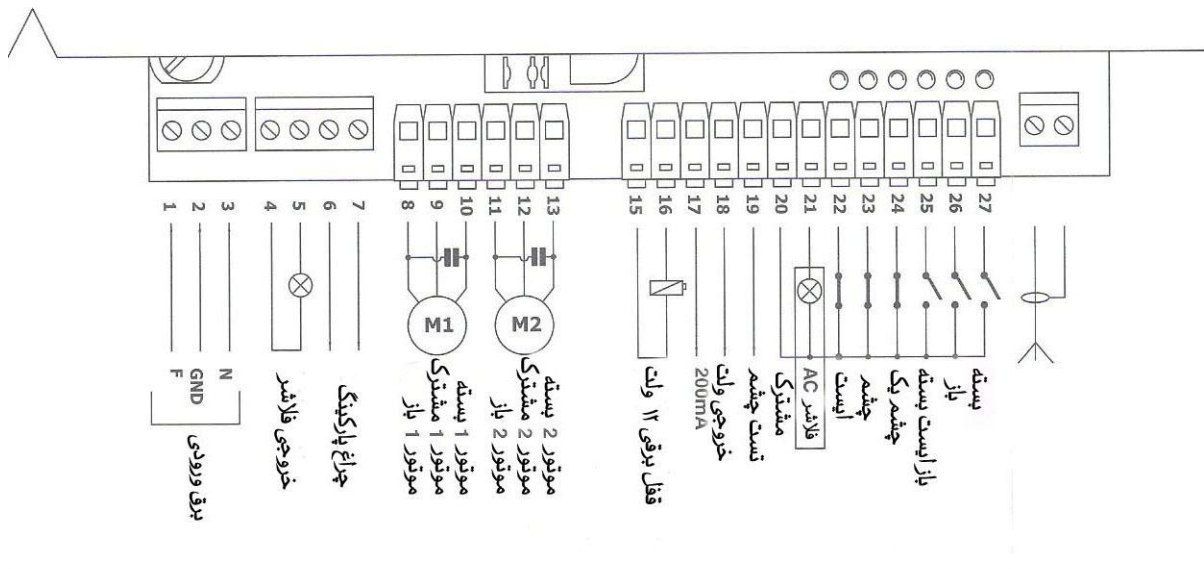 1
2
3
4
5
6
7
8
9
10
11
12
13
15
16
17
18
19
20
21
22
23
24
25
26
27
M1
M2
F
GND
N
برق ورودی
خروجی فلاشر
چراغ پارکینگ
موتور 1 باز
موتور 1 مشترک
موتور 1 بسته
موتور 2 باز
موتور 2 مشترک
موتور 2 بسته
قفل برقی ۱۲ ولت
200mA
خروجی ولت
تست چشم
مشترک
فلاشر AC
ایست
چشم
چشم یک
باز ایست بسته
باز
بسته